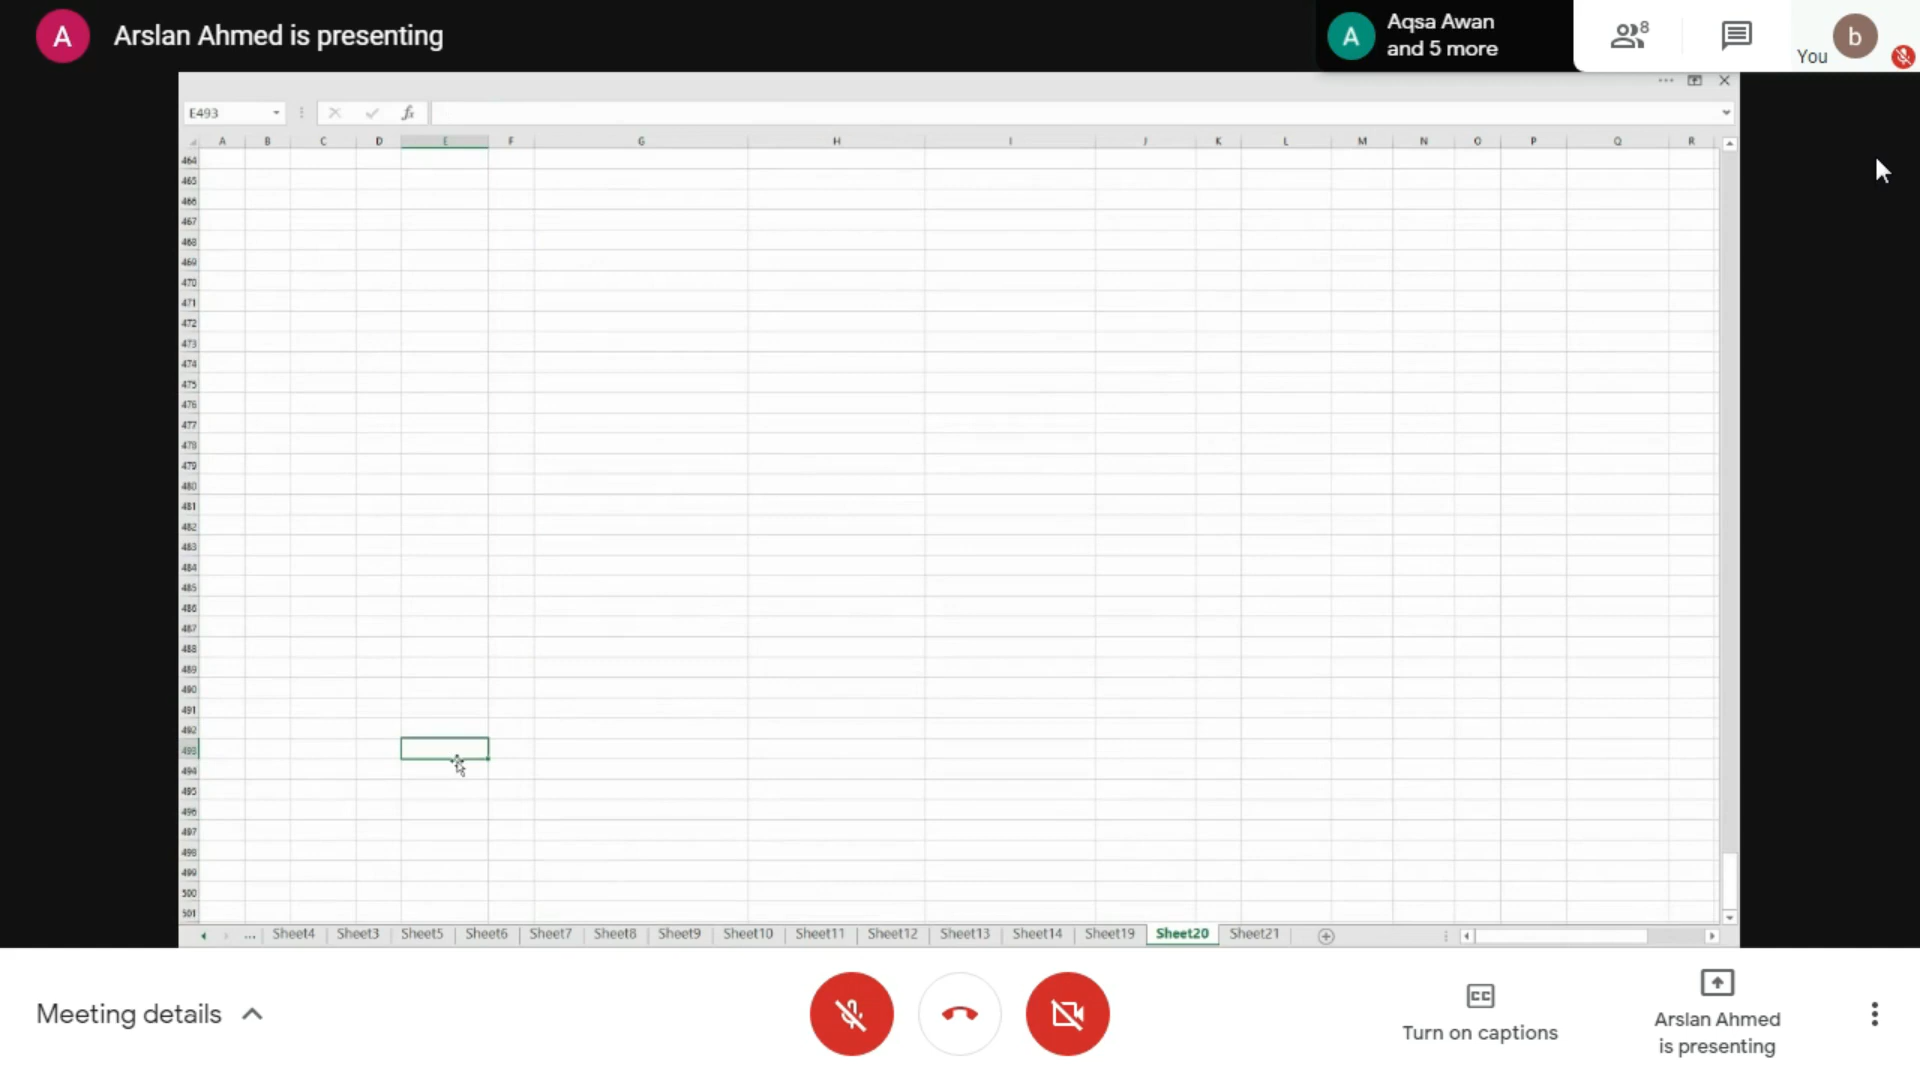 A
Arslan Ahmed is presenting
A
Aqsa Awan
and 5 more
8
You
b
E493
fx
A B C D E F G H I J K L M N O P Q R
464
465
466
467
468
469
470
471
472
473
474
475
476
477
478
479
480
481
482
483
484
485
486
487
488
489
490
491
492
493
494
495
496
497
498
499
500
501
... Sheet4 Sheet3 Sheet5 Sheet6 Sheet7 Sheet8 Sheet9 Sheet10 Sheet11 Sheet12 Sheet13 Sheet14 Sheet19 Sheet20 Sheet21
Meeting details
CC
Turn on captions
Arslan Ahmed
is presenting